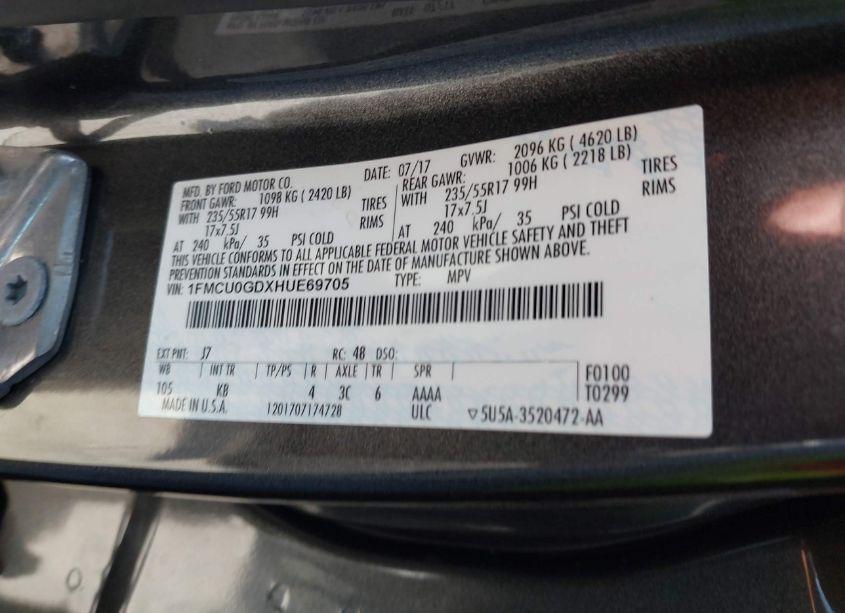 MFD. BY FORD MOTOR CO. DATE: 07/17 GVWR: 2096 KG ( 4620 LB)
FRONT GAWR: 1098 KG ( 2420 LB) REAR GAWR: 1006 KG ( 2218 LB)
WITH 235/55R17 99H TIRES WITH 235/55R17 99H TIRES
17x7.5J RIMS 17x7.5J RIMS
AT 240 kPa/ 35 PSI COLD AT 240 kPa/ 35 PSI COLD
THIS VEHICLE CONFORMS TO ALL APPLICABLE FEDERAL MOTOR VEHICLE SAFETY AND THEFT
PREVENTION STANDARDS IN EFFECT ON THE DATE OF MANUFACTURE SHOWN ABOVE.
VIN: 1FMCU0GDXHUE69705 TYPE: MPV
EXT PNT: J7 RC: 48 DSO:
WB INT TR TP/PS R AXLE TR SPR F0100
105 KB 4 3C 6 AAAA T0299
MADE IN U.S.A. 1201707174728 ULC 5U5A-3520472-AA